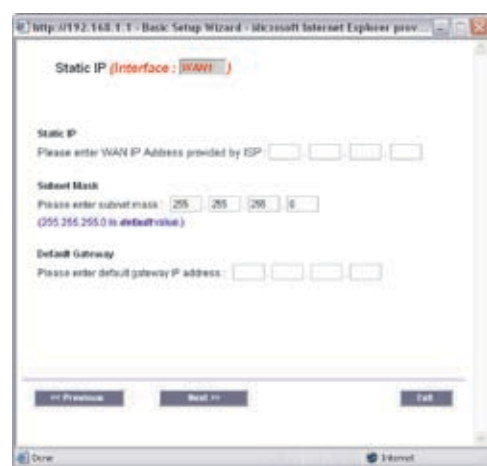 http://192.168.1.1 - Basic Setup Wizard - Microsoft Internet Explorer prov...
Static IP (Interface : WAN1 )
Static IP
Please enter WAN IP Address provided by ISP:
Subnet Mask
Please enter subnet mask : 255 . 255 . 255 . 0
(255.255.255.0 is default value.)
Default Gateway
Please enter default gateway IP address :
<< Previous
Next >>
Exit
Done
Internet